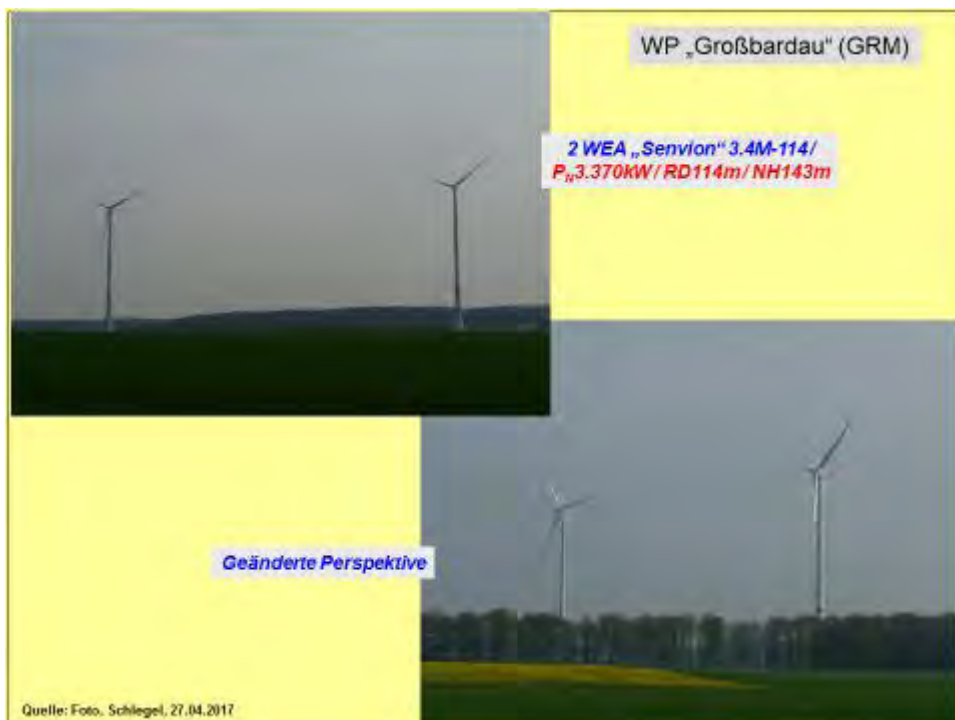 WP „Großbardau“ (GRM)
2 WEA „Senvion“ 3.4M-114/
PN3.370kW/ RD114m/ NH143m
Geänderte Perspektive
Quelle: Foto, Schlegel, 27.04.2017